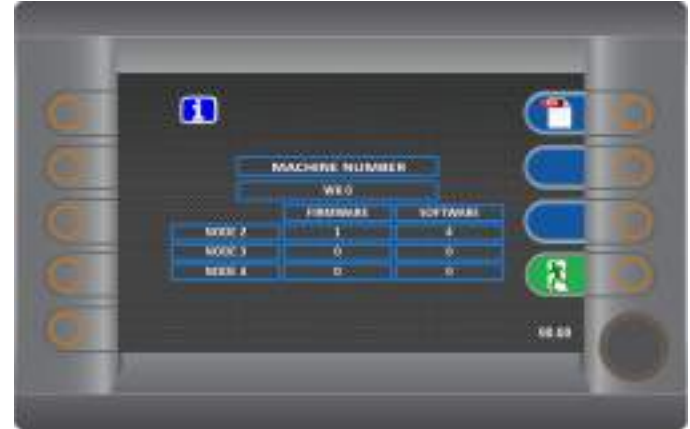 i
MACHINE NUMBER
FIRMWARE SOFTWARE
NODE 2 1
NODE 3 0 0
NODE 4 0 0